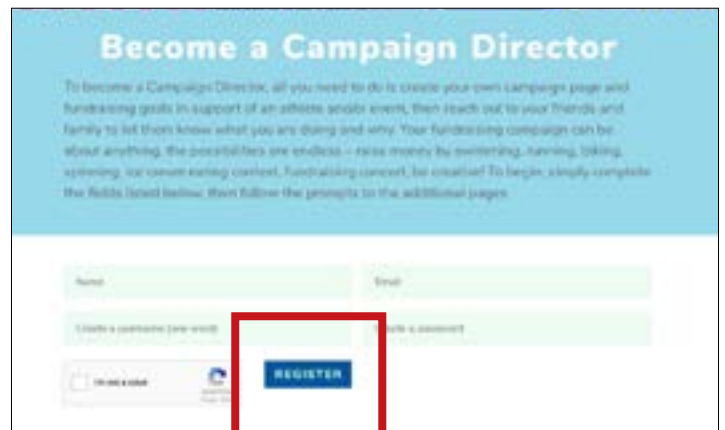 Become a Campaign Director
To become a Campaign Director, all you need to do is create your own campaign page and
fundraising goals in support of an athlete and/or event, then reach out to your friends and
family to let them know what you are doing and why. Your fundraising campaign can be
about anything, the possibilities are endless – raise money by swimming, running, biking,
spinning, ice cream eating contest, fundraising concert, be creative! To begin, simply complete
the fields listed below, then follow the prompts to the additional pages.
Name
Email
Create a username (one word)
Create a password
I'm not a robot
REGISTER